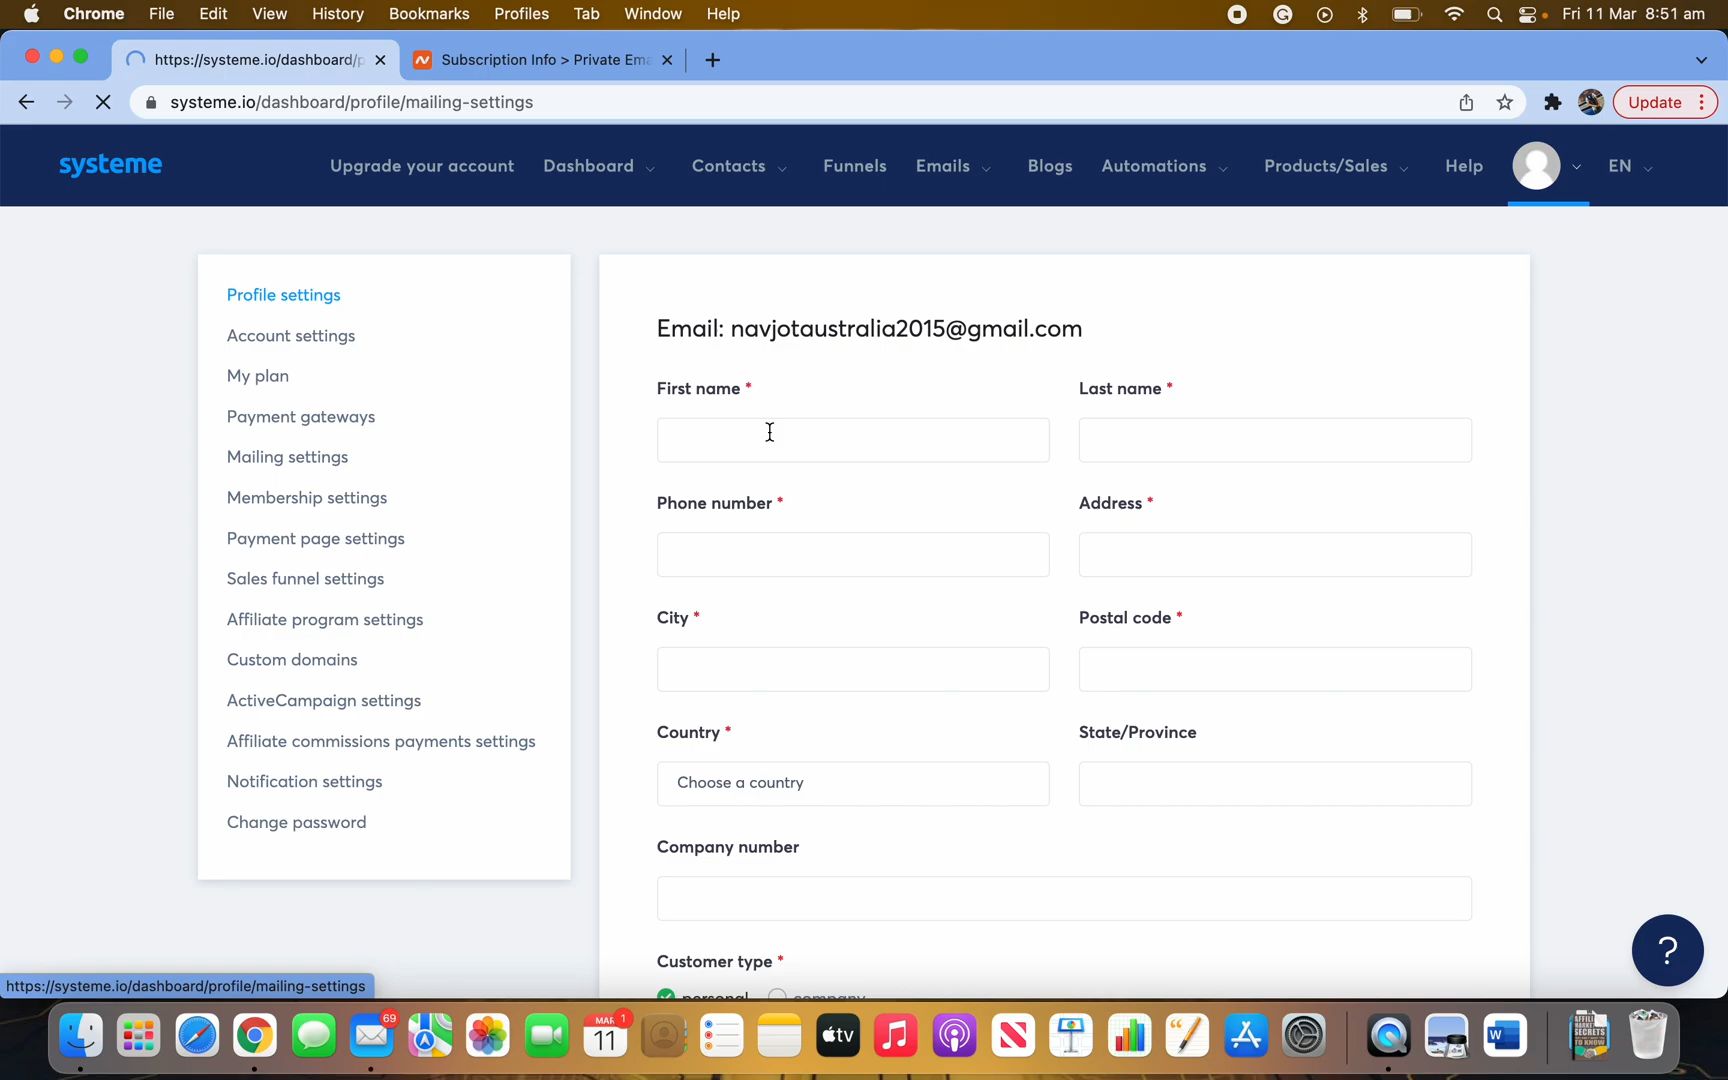 Chrome File Edit View History Bookmarks Profiles Tab Window Help Fri 11 Mar 8:51 am
https://systeme.io/dashboard/p Subscription Info > Private Ema
systeme.io/dashboard/profile/mailing-settings Update
systeme Upgrade your account Dashboard Contacts Funnels Emails Blogs Automations Products/Sales Help EN
Profile settings
Account settings
My plan
Payment gateways
Mailing settings
Membership settings
Payment page settings
Sales funnel settings
Affiliate program settings
Custom domains
ActiveCampaign settings
Affiliate commissions payments settings
Notification settings
Change password
Email: navjotaustralia2015@gmail.com
First name * Last name *
Phone number * Address *
City * Postal code *
Country * State/Province
Choose a country
Company number
Customer type *
personal company
?
https://systeme.io/dashboard/profile/mailing-settings
69
MAR 1
11
tv
W